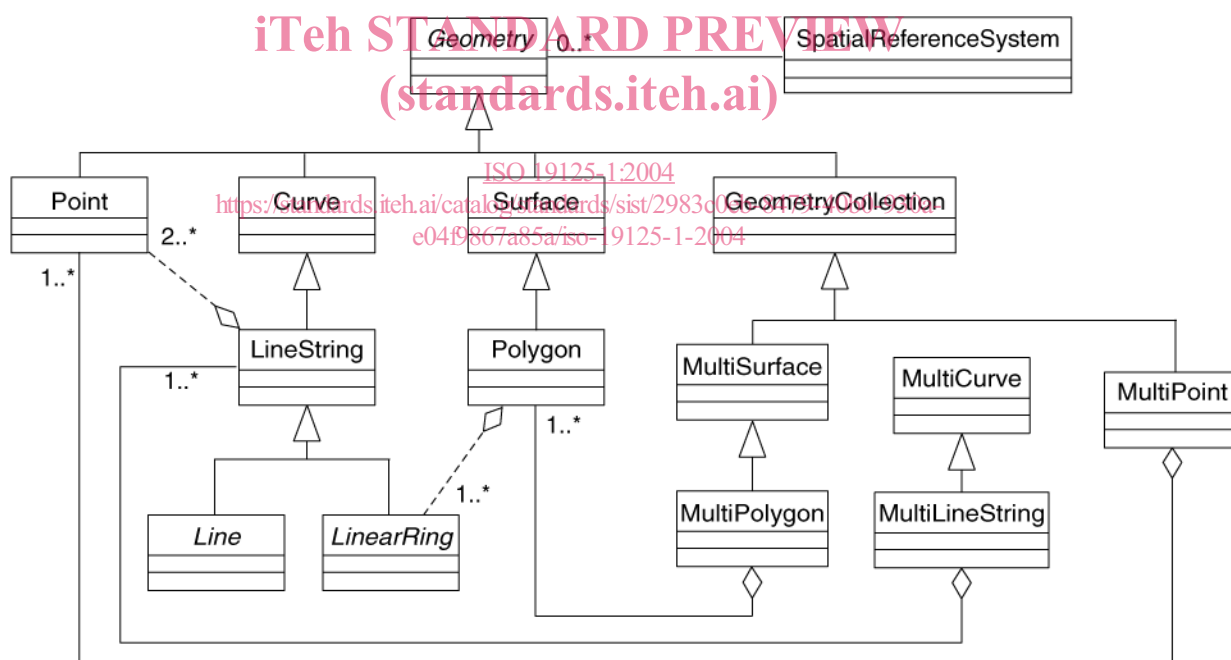 iTeh STANDARD PREVIEW
(standards.iteh.ai)
Geometry
0..*
SpatialReferenceSystem
ISO 19125-1:2004
e04f9867a85a/iso-19125-1-2004
Point
Curve
Surface
GeometryCollection
2..*
1..*
LineString
Polygon
MultiSurface
MultiCurve
MultiPoint
1..*
1..*
1..*
Line
LinearRing
MultiPolygon
MultiLineString